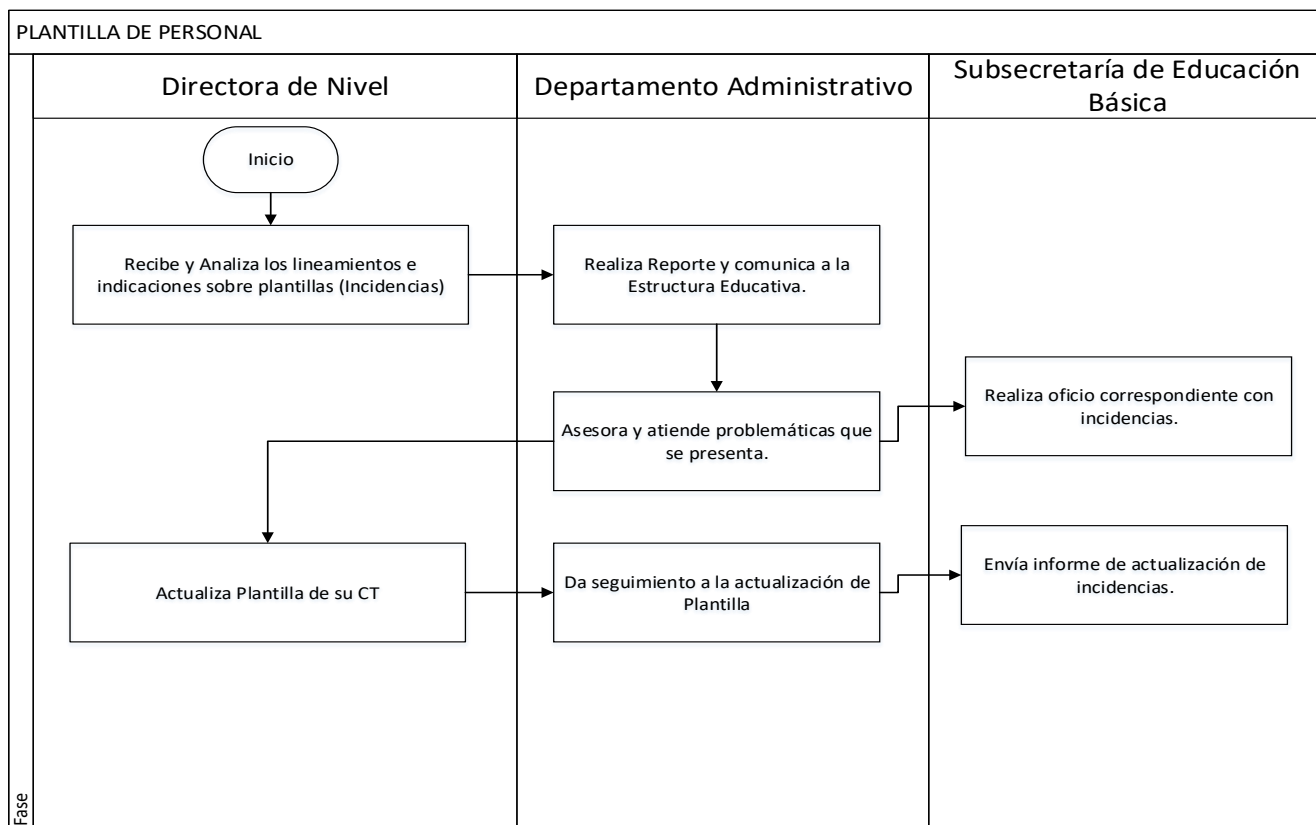 PLANTILLA DE PERSONAL
Directora de Nivel
Departamento Administrativo
Subsecretaría de Educación
Básica
Inicio
Recibe y Analiza los lineamientos e
indicaciones sobre plantillas (Incidencias)
Realiza Reporte y comunica a la
Estructura Educativa.
Asesora y atiende problemáticas que
se presenta.
Realiza oficio correspondiente con
incidencias.
Actualiza Plantilla de su CT
Da seguimiento a la actualización de
Plantilla
Envía informe de actualización de
incidencias.
Fase